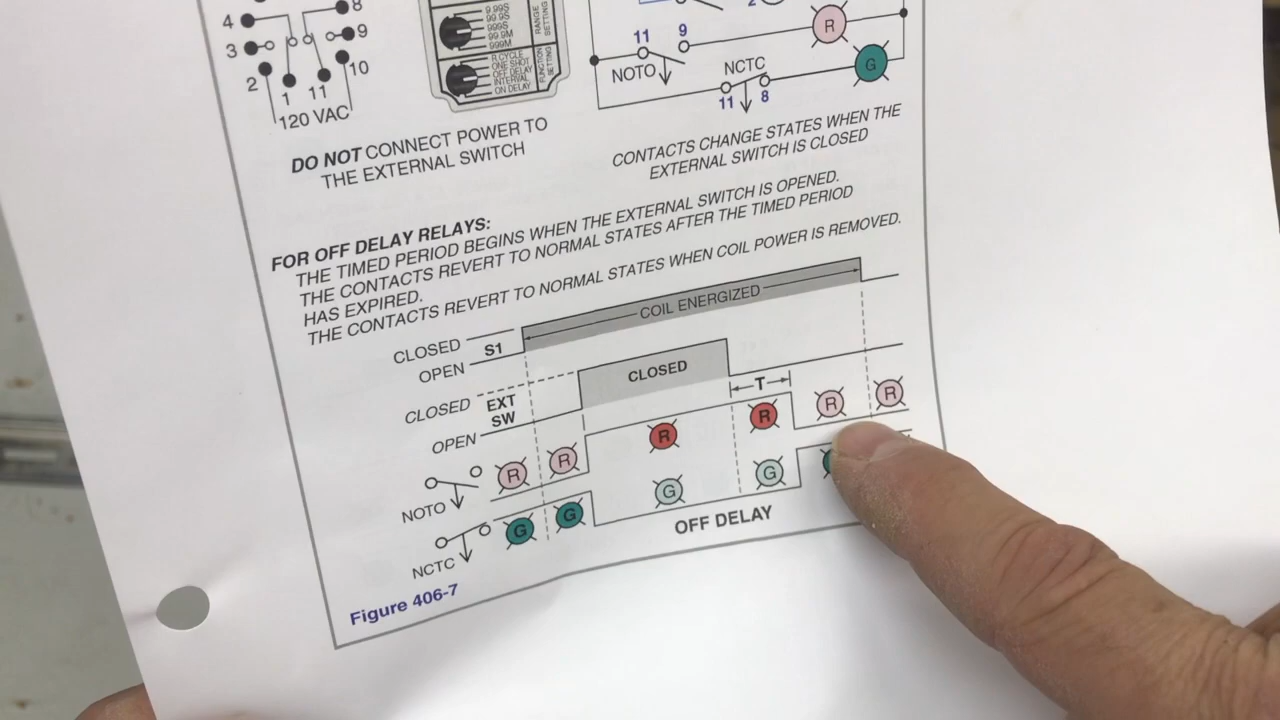 4
8
3
9
2
10
1
11
120 VAC
9.99S
99.9S
999S
99.9M
999M
RANGE
SETTING
R.CYCLE
ONE SHOT
OFF DELAY
INTERVAL
ON DELAY
FUNCTION
SETTING
2
11
9
R
NOTO
NCTC
G
11
8
DO NOT CONNECT POWER TO
THE EXTERNAL SWITCH
CONTACTS CHANGE STATES WHEN THE
EXTERNAL SWITCH IS CLOSED
FOR OFF DELAY RELAYS:
THE TIMED PERIOD BEGINS WHEN THE EXTERNAL SWITCH IS OPENED.
THE CONTACTS REVERT TO NORMAL STATES AFTER THE TIMED PERIOD
HAS EXPIRED.
THE CONTACTS REVERT TO NORMAL STATES WHEN COIL POWER IS REMOVED.
CLOSED
S1
OPEN
COIL ENERGIZED
CLOSED
EXT
SW
OPEN
CLOSED
T
NOTO
R R R R R R
NCTC
G G G G
OFF DELAY
Figure 406-7